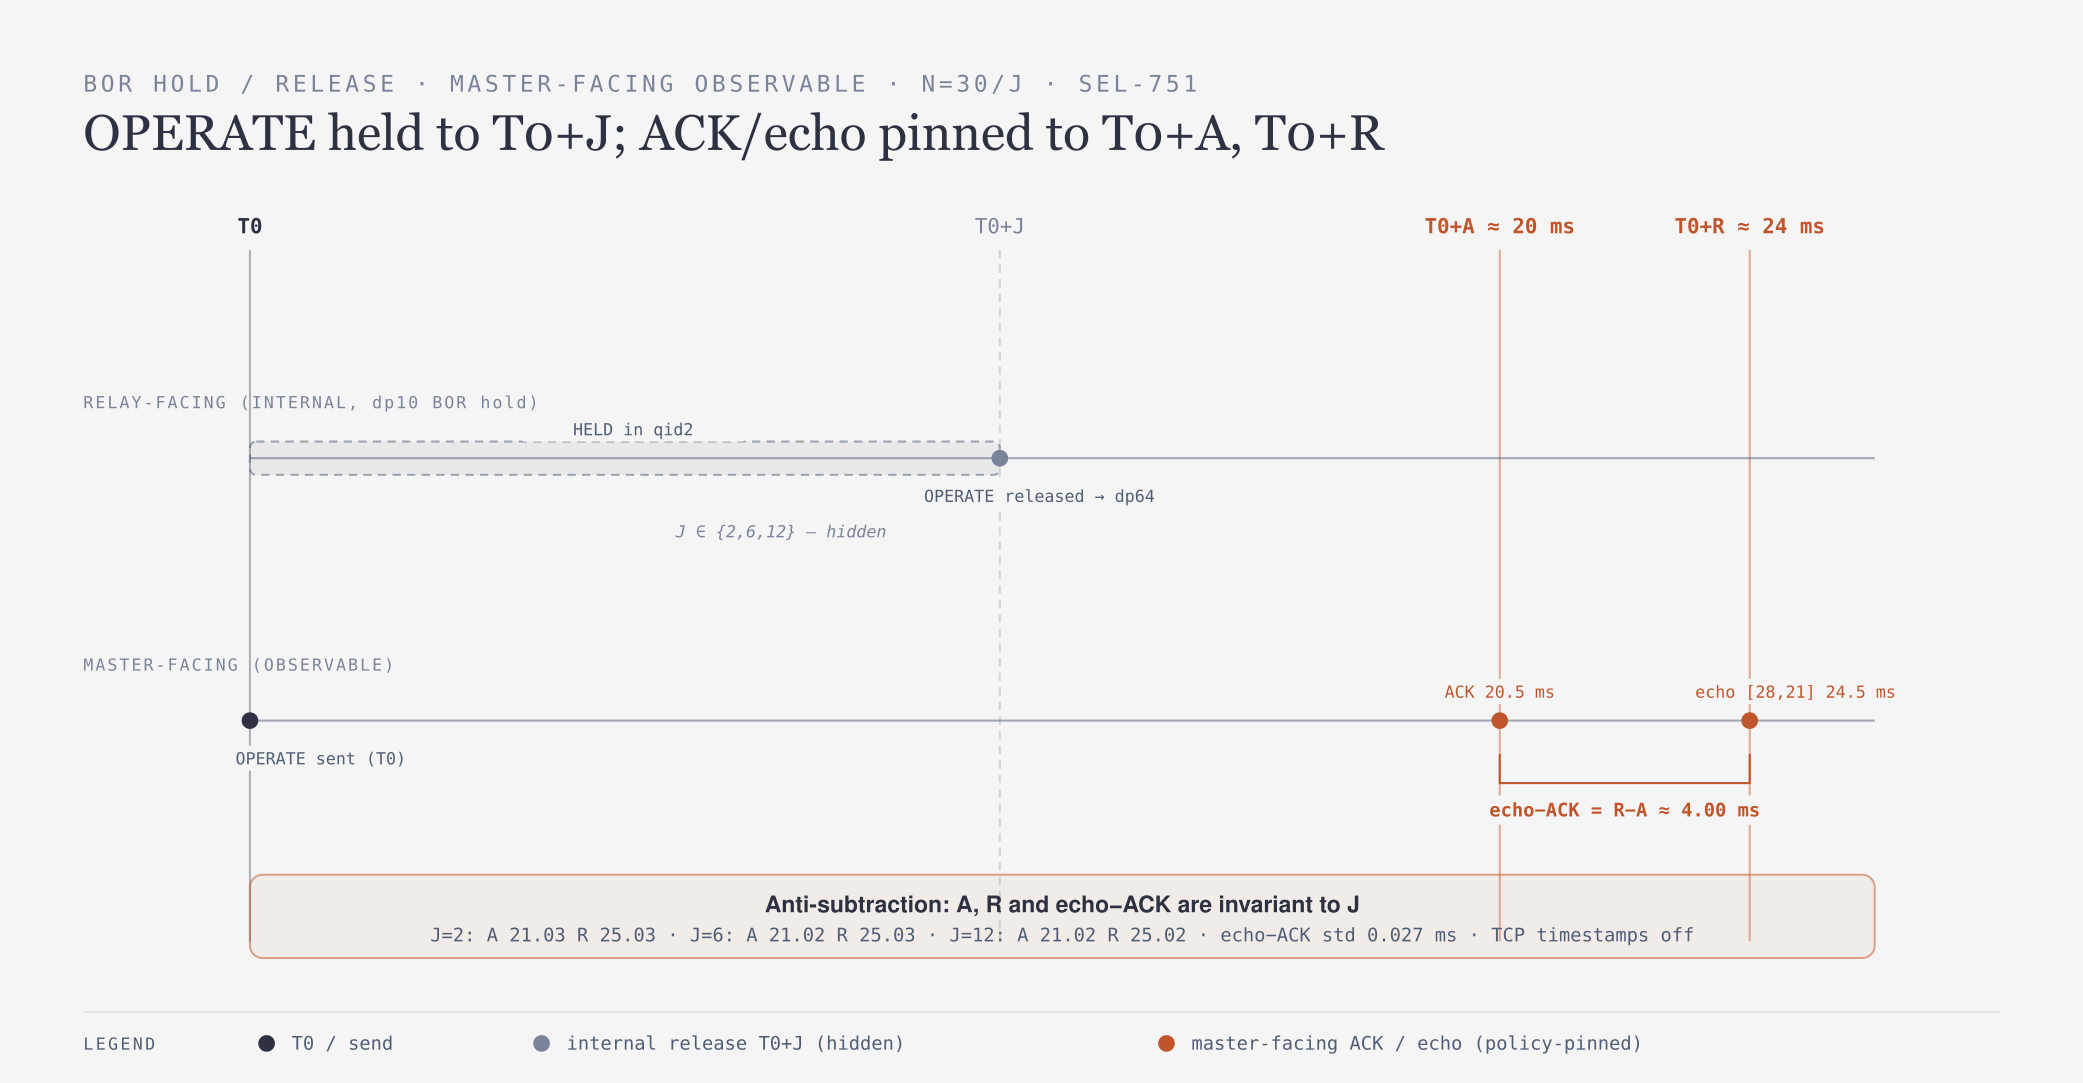 BOR HOLD / RELEASE · MASTER-FACING OBSERVABLE · N=30/J · SEL-751
OPERATE held to T0+J; ACK/echo pinned to T0+A, T0+R
T0
T0+J
T0+A ≈ 20 ms
T0+R ≈ 24 ms
RELAY-FACING (INTERNAL, dp10 BOR hold)
HELD in qid2
OPERATE released → dp64
J ∈ {2,6,12} — hidden
MASTER-FACING (OBSERVABLE)
ACK 20.5 ms
echo [28,21] 24.5 ms
OPERATE sent (T0)
echo−ACK = R−A ≈ 4.00 ms
Anti-subtraction: A, R and echo−ACK are invariant to J
J=2: A 21.03 R 25.03 · J=6: A 21.02 R 25.03 · J=12: A 21.02 R 25.02 · echo−ACK std 0.027 ms · TCP timestamps off
LEGEND
T0 / send
internal release T0+J (hidden)
master-facing ACK / echo (policy-pinned)